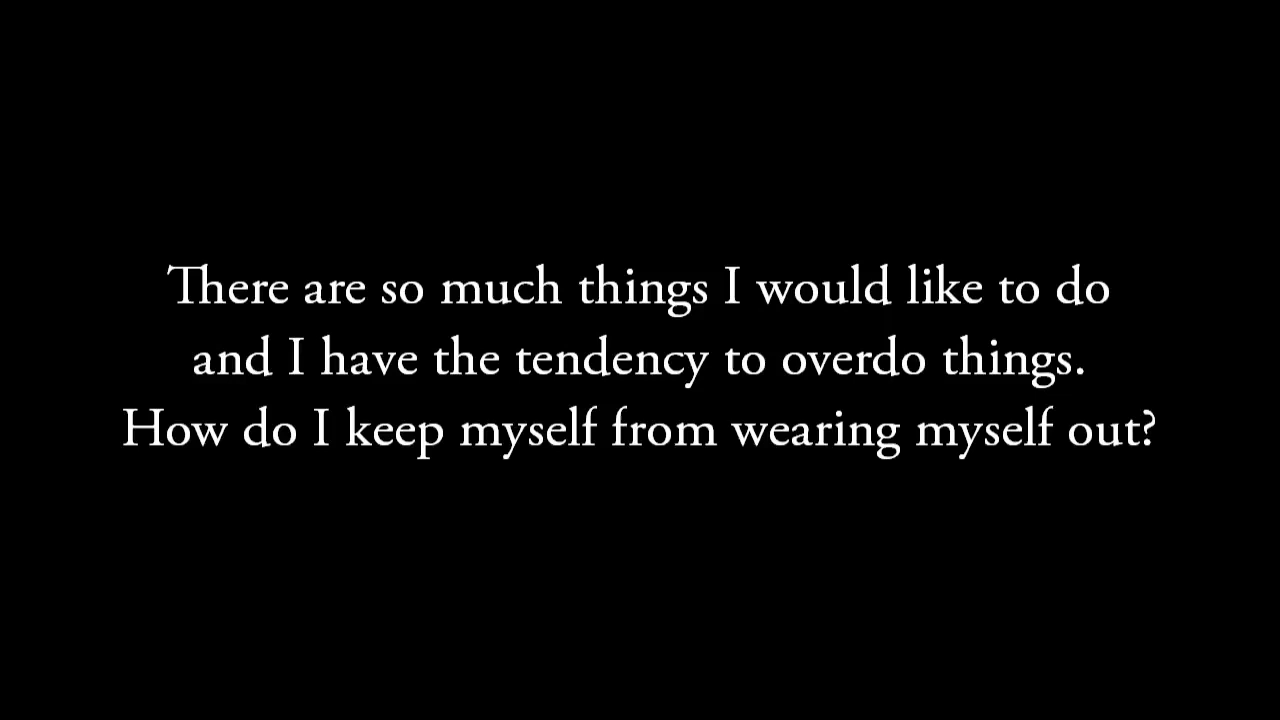 There are so much things I would like to do
and I have the tendency to overdo things.
How do I keep myself from wearing myself out?